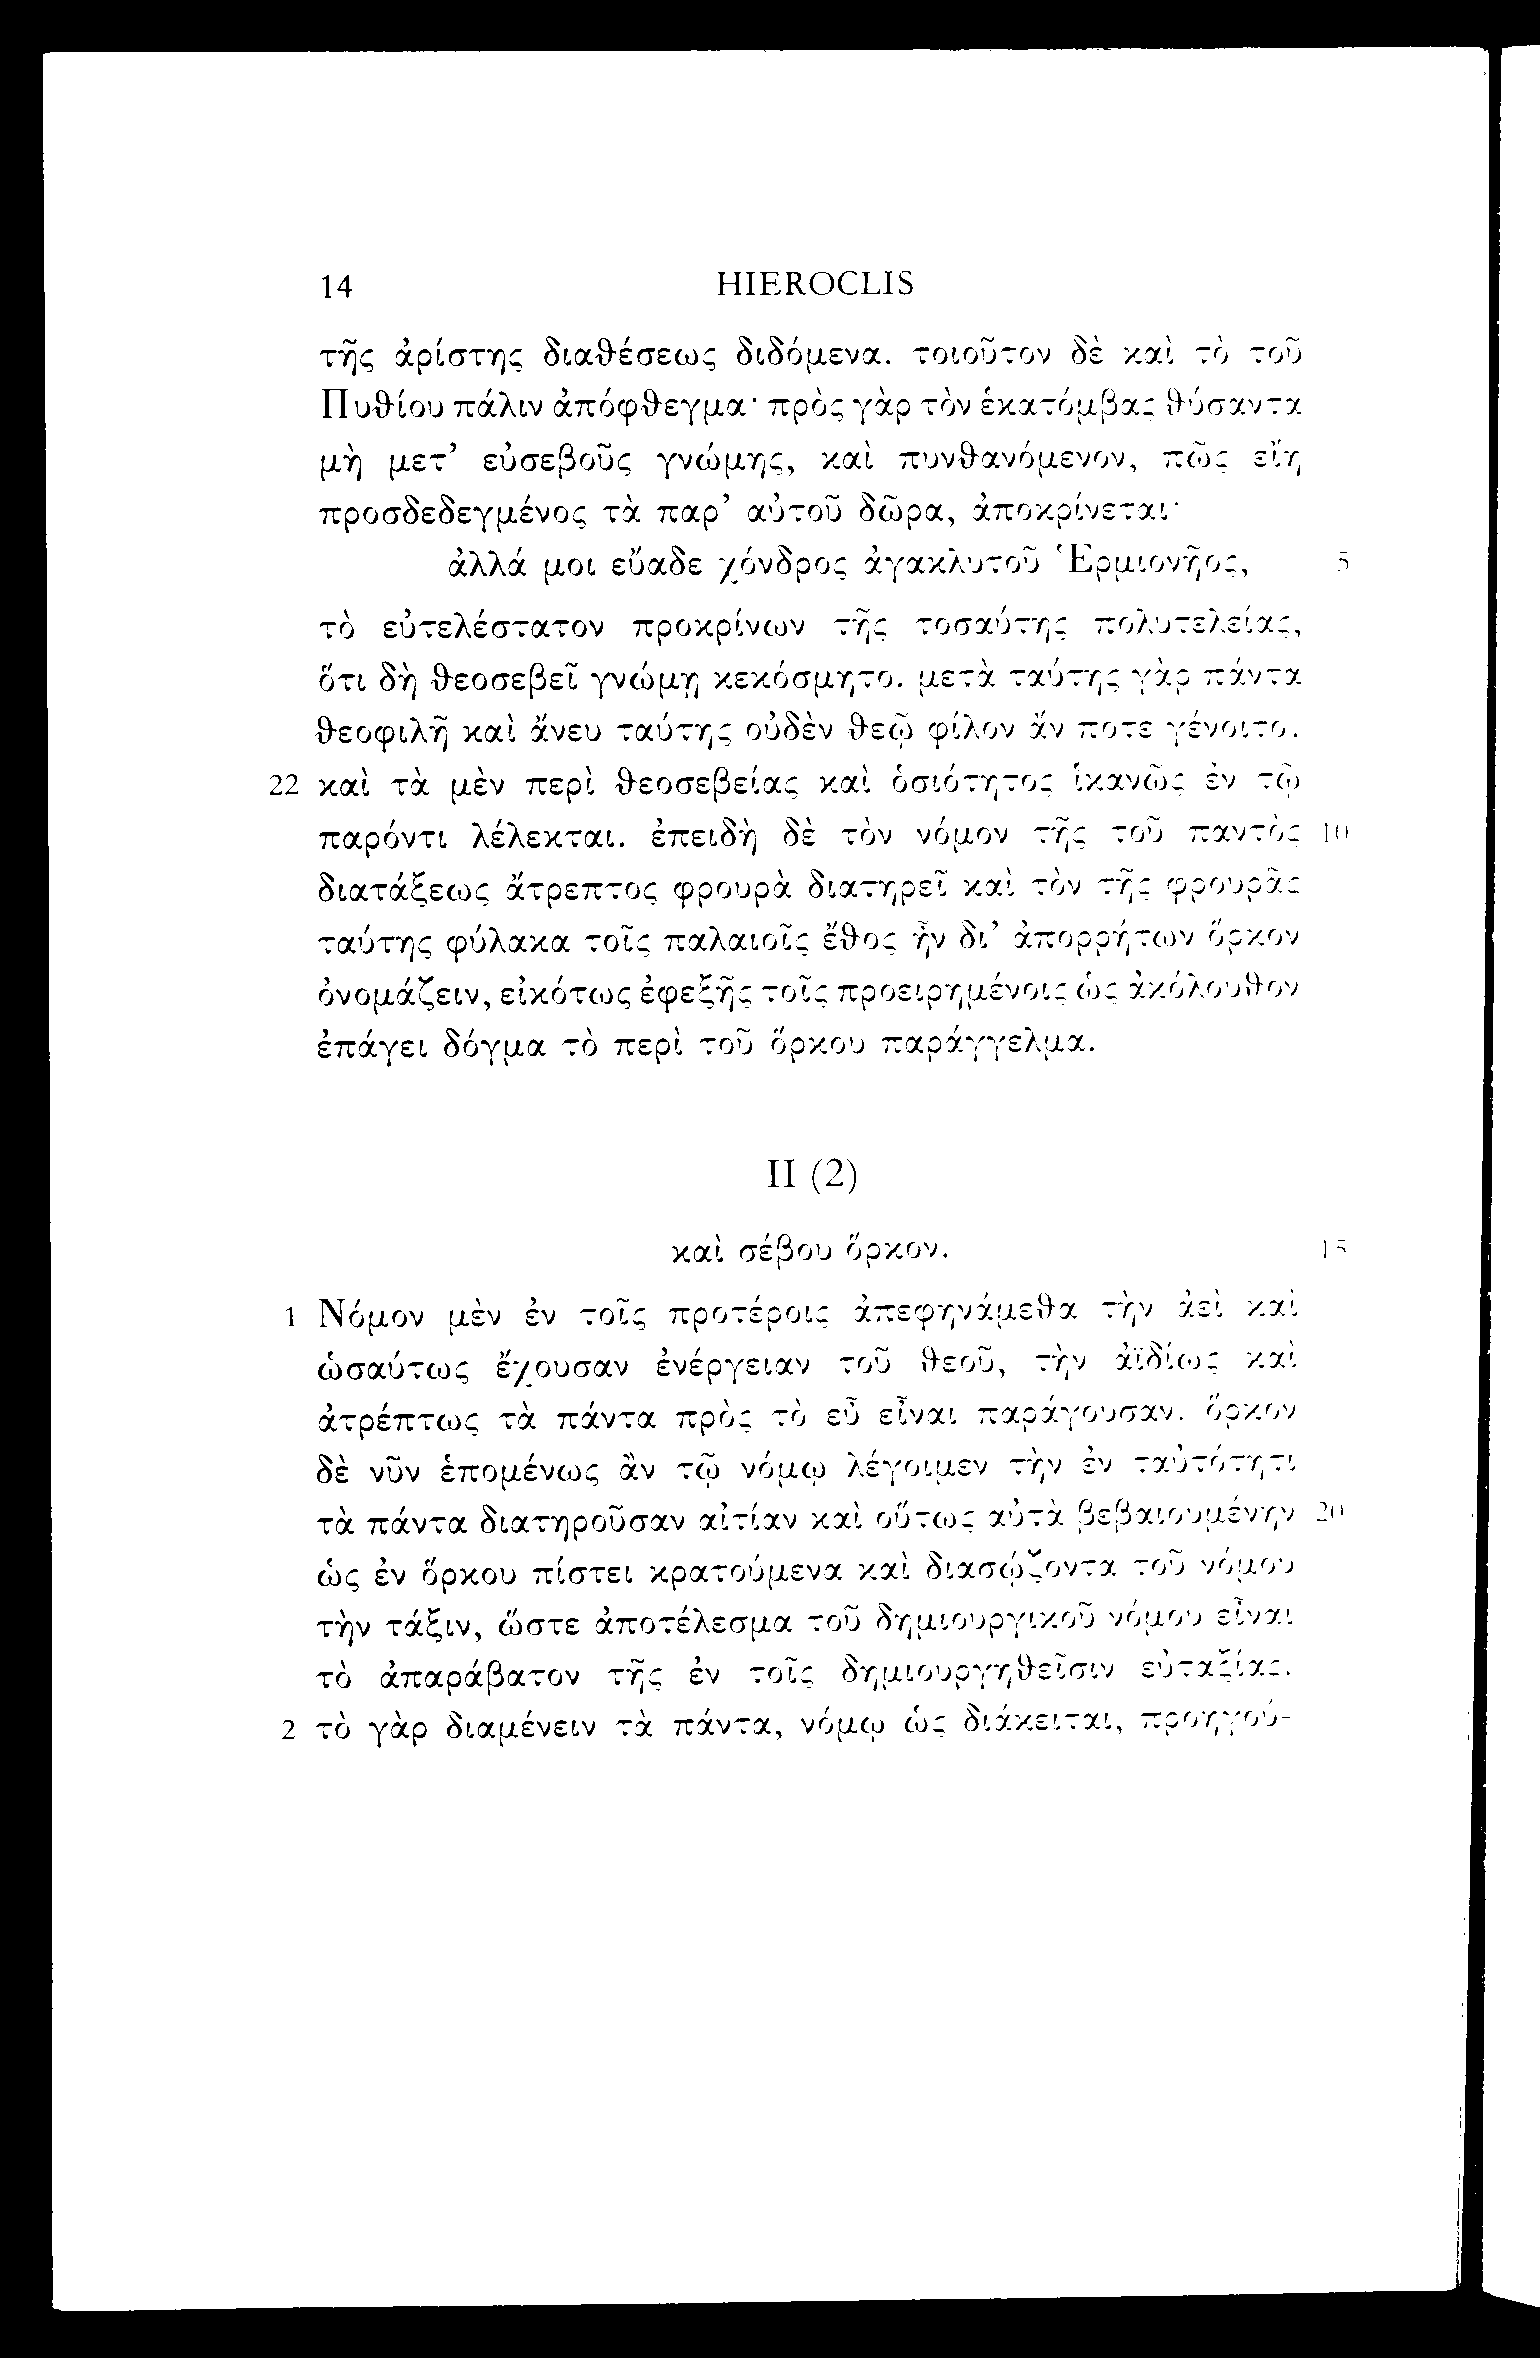 14 HIEROCLIS
τῆς ἀρίστης διαθέσεως διδόμενα. τοιοῦτον δὲ καὶ τὸ τοῦ
Πυθίου πάλιν ἀπόφθεγμα· πρὸς γὰρ τὸν ἑκατόμβας θύσαντα
μὴ μετ’ εὐσεβοῦς γνώμης, καὶ πυνθανόμενον, πῶς εἴη
προσδεδεγμένος τὰ παρ’ αὐτοῦ δῶρα, ἀποκρίνεται·
ἀλλά μοι εὔαδε χόνδρος ἀγακλυτοῦ Ἑρμιονῆος, 5
τὸ εὐτελέστατον προκρίνων τῆς τοσαύτης πολυτελείας,
ὅτι δὴ θεοσεβεῖ γνώμῃ κεκόσμητο. μετὰ ταύτης γὰρ πάντα
θεοφιλῆ καὶ ἄνευ ταύτης οὐδὲν θεῷ φίλον ἄν ποτε γένοιτο.
22 καὶ τὰ μὲν περὶ θεοσεβείας καὶ ὁσιότητος ἱκανῶς ἐν τῷ
παρόντι λέλεκται. ἐπειδὴ δὲ τὸν νόμον τῆς τοῦ παντὸς 10
διατάξεως ἄτρεπτος φρουρὰ διατηρεῖ καὶ τὸν τῆς φρουρᾶς
ταύτης φύλακα τοῖς παλαιοῖς ἔθος ἦν δι’ ἀπορρήτων ὅρκον
ὀνομάζειν, εἰκότως ἐφεξῆς τοῖς προειρημένοις ὡς ἀκόλουθον
ἐπάγει δόγμα τὸ περὶ τοῦ ὅρκου παράγγελμα.
II (2)
καὶ σέβου ὅρκον. 15
1 Νόμον μὲν ἐν τοῖς προτέροις ἀπεφηνάμεθα τὴν ἀεὶ καὶ
ὡσαύτως ἔχουσαν ἐνέργειαν τοῦ θεοῦ, τὴν ἀϊδίως καὶ
ἀτρέπτως τὰ πάντα πρὸς τὸ εὖ εἶναι παράγουσαν. ὅρκον
δὲ νῦν ἑπομένως ἂν τῷ νόμῳ λέγοιμεν τὴν ἐν ταὐτότητι
τὰ πάντα διατηροῦσαν αἰτίαν καὶ οὕτως αὐτὰ βεβαιουμένην 20
ὡς ἐν ὅρκου πίστει κρατούμενα καὶ διασῴζοντα τοῦ νόμου
τὴν τάξιν, ὥστε ἀποτέλεσμα τοῦ δημιουργικοῦ νόμου εἶναι
τὸ ἀπαράβατον τῆς ἐν τοῖς δημιουργηθεῖσιν εὐταξίας.
2 τὸ γὰρ διαμένειν τὰ πάντα, νόμῳ ὡς διάκειται, προηγού-